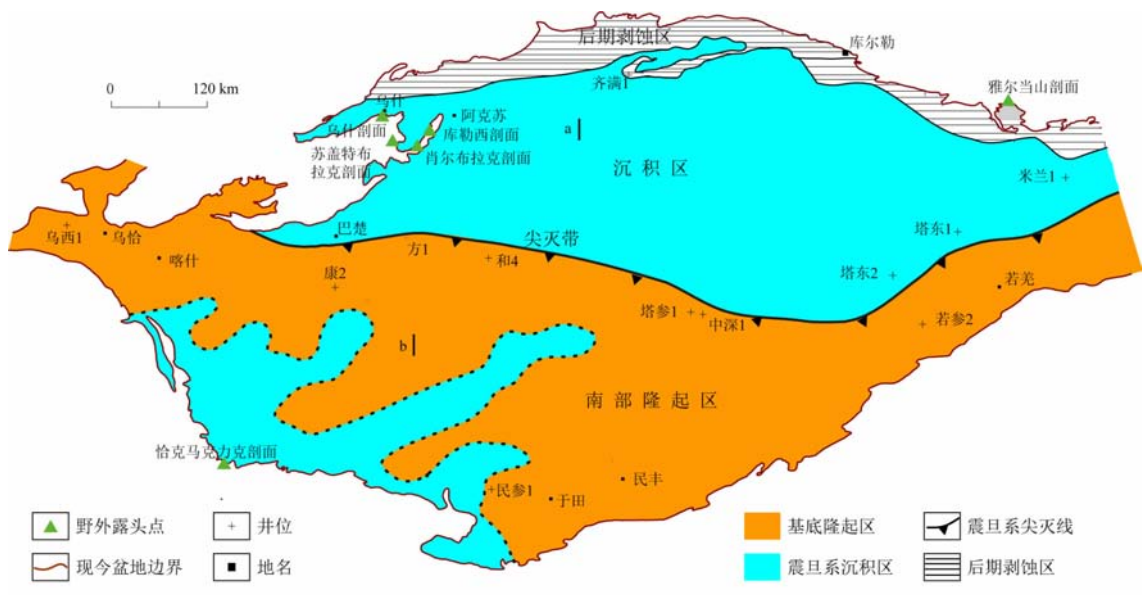 后期剥蚀区
库尔勒
0
120 km
齐满1
雅尔当山剖面
乌什
乌什剖面
阿克苏
库勒西剖面
苏盖特布
拉克剖面
肖尔布拉克剖面
a
沉积区
米兰1
乌西1
乌恰
喀什
巴楚
方1
尖灭带
和4
康2
塔东1
塔东2
若羌
塔参1
中深1
若参2
b
南部隆起区
恰克马克力克剖面
民参1
于田
民丰
野外露头点
井位
基底隆起区
震旦系尖灭线
现今盆地边界
地名
震旦系沉积区
后期剥蚀区